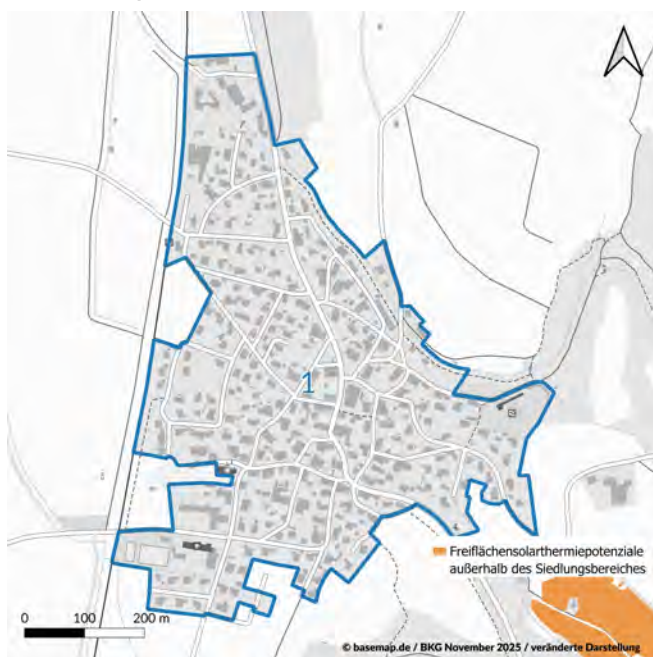 1
Freiflächensolarthermiepotenziale
außerhalb des Siedlungsbereiches
0 100 200 m
© basemap.de / BKG November 2025 / veränderte Darstellung